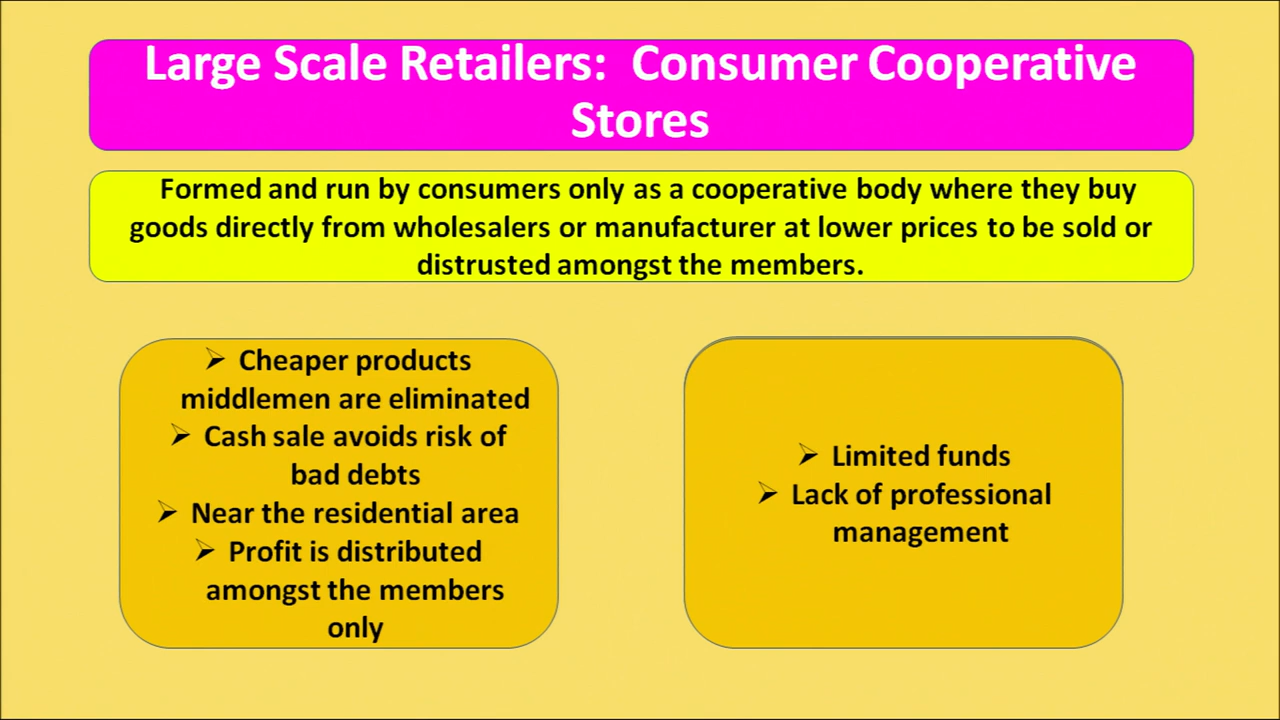 Large Scale Retailers:  Consumer Cooperative
Stores
Formed and run by consumers only as a cooperative body where they buy
goods directly from wholesalers or manufacturer at lower prices to be sold or
distrusted amongst the members.
➢ Cheaper products
middlemen are eliminated
➢ Cash sale avoids risk of
bad debts
➢ Near the residential area
➢ Profit is distributed
amongst the members
only
➢ Limited funds
➢ Lack of professional
management